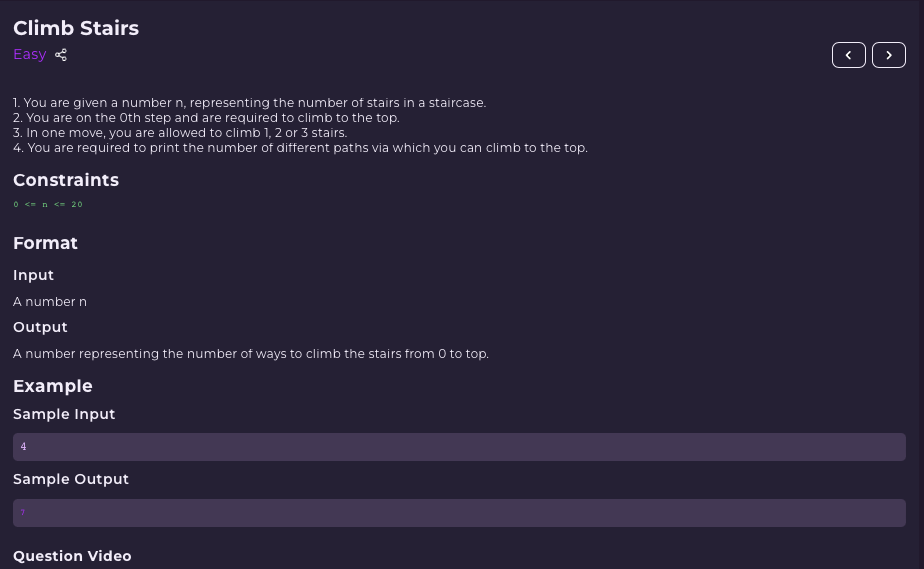 Climb Stairs
Easy
1. You are given a number n, representing the number of stairs in a staircase.
2. You are on the 0th step and are required to climb to the top.
3. In one move, you are allowed to climb 1, 2 or 3 stairs.
4. You are required to print the number of different paths via which you can climb to the top.
Constraints
0 <= n <= 20
Format
Input
A number n
Output
A number representing the number of ways to climb the stairs from 0 to top.
Example
Sample Input
4
Sample Output
7
Question Video